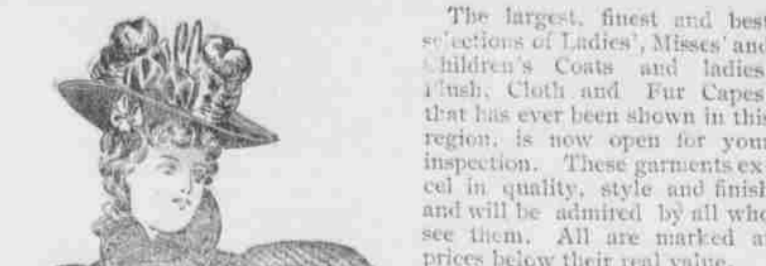 The largest, finest and best
selections of Ladies', Misses' and
Children's Coats and ladies
Plush, Cloth and Fur Capes
that has ever been shown in this
region, is now open for your
inspection. These garments ex-
cel in quality, style and finish
and will be admired by all who
see them. All are marked at
prices below their real value.